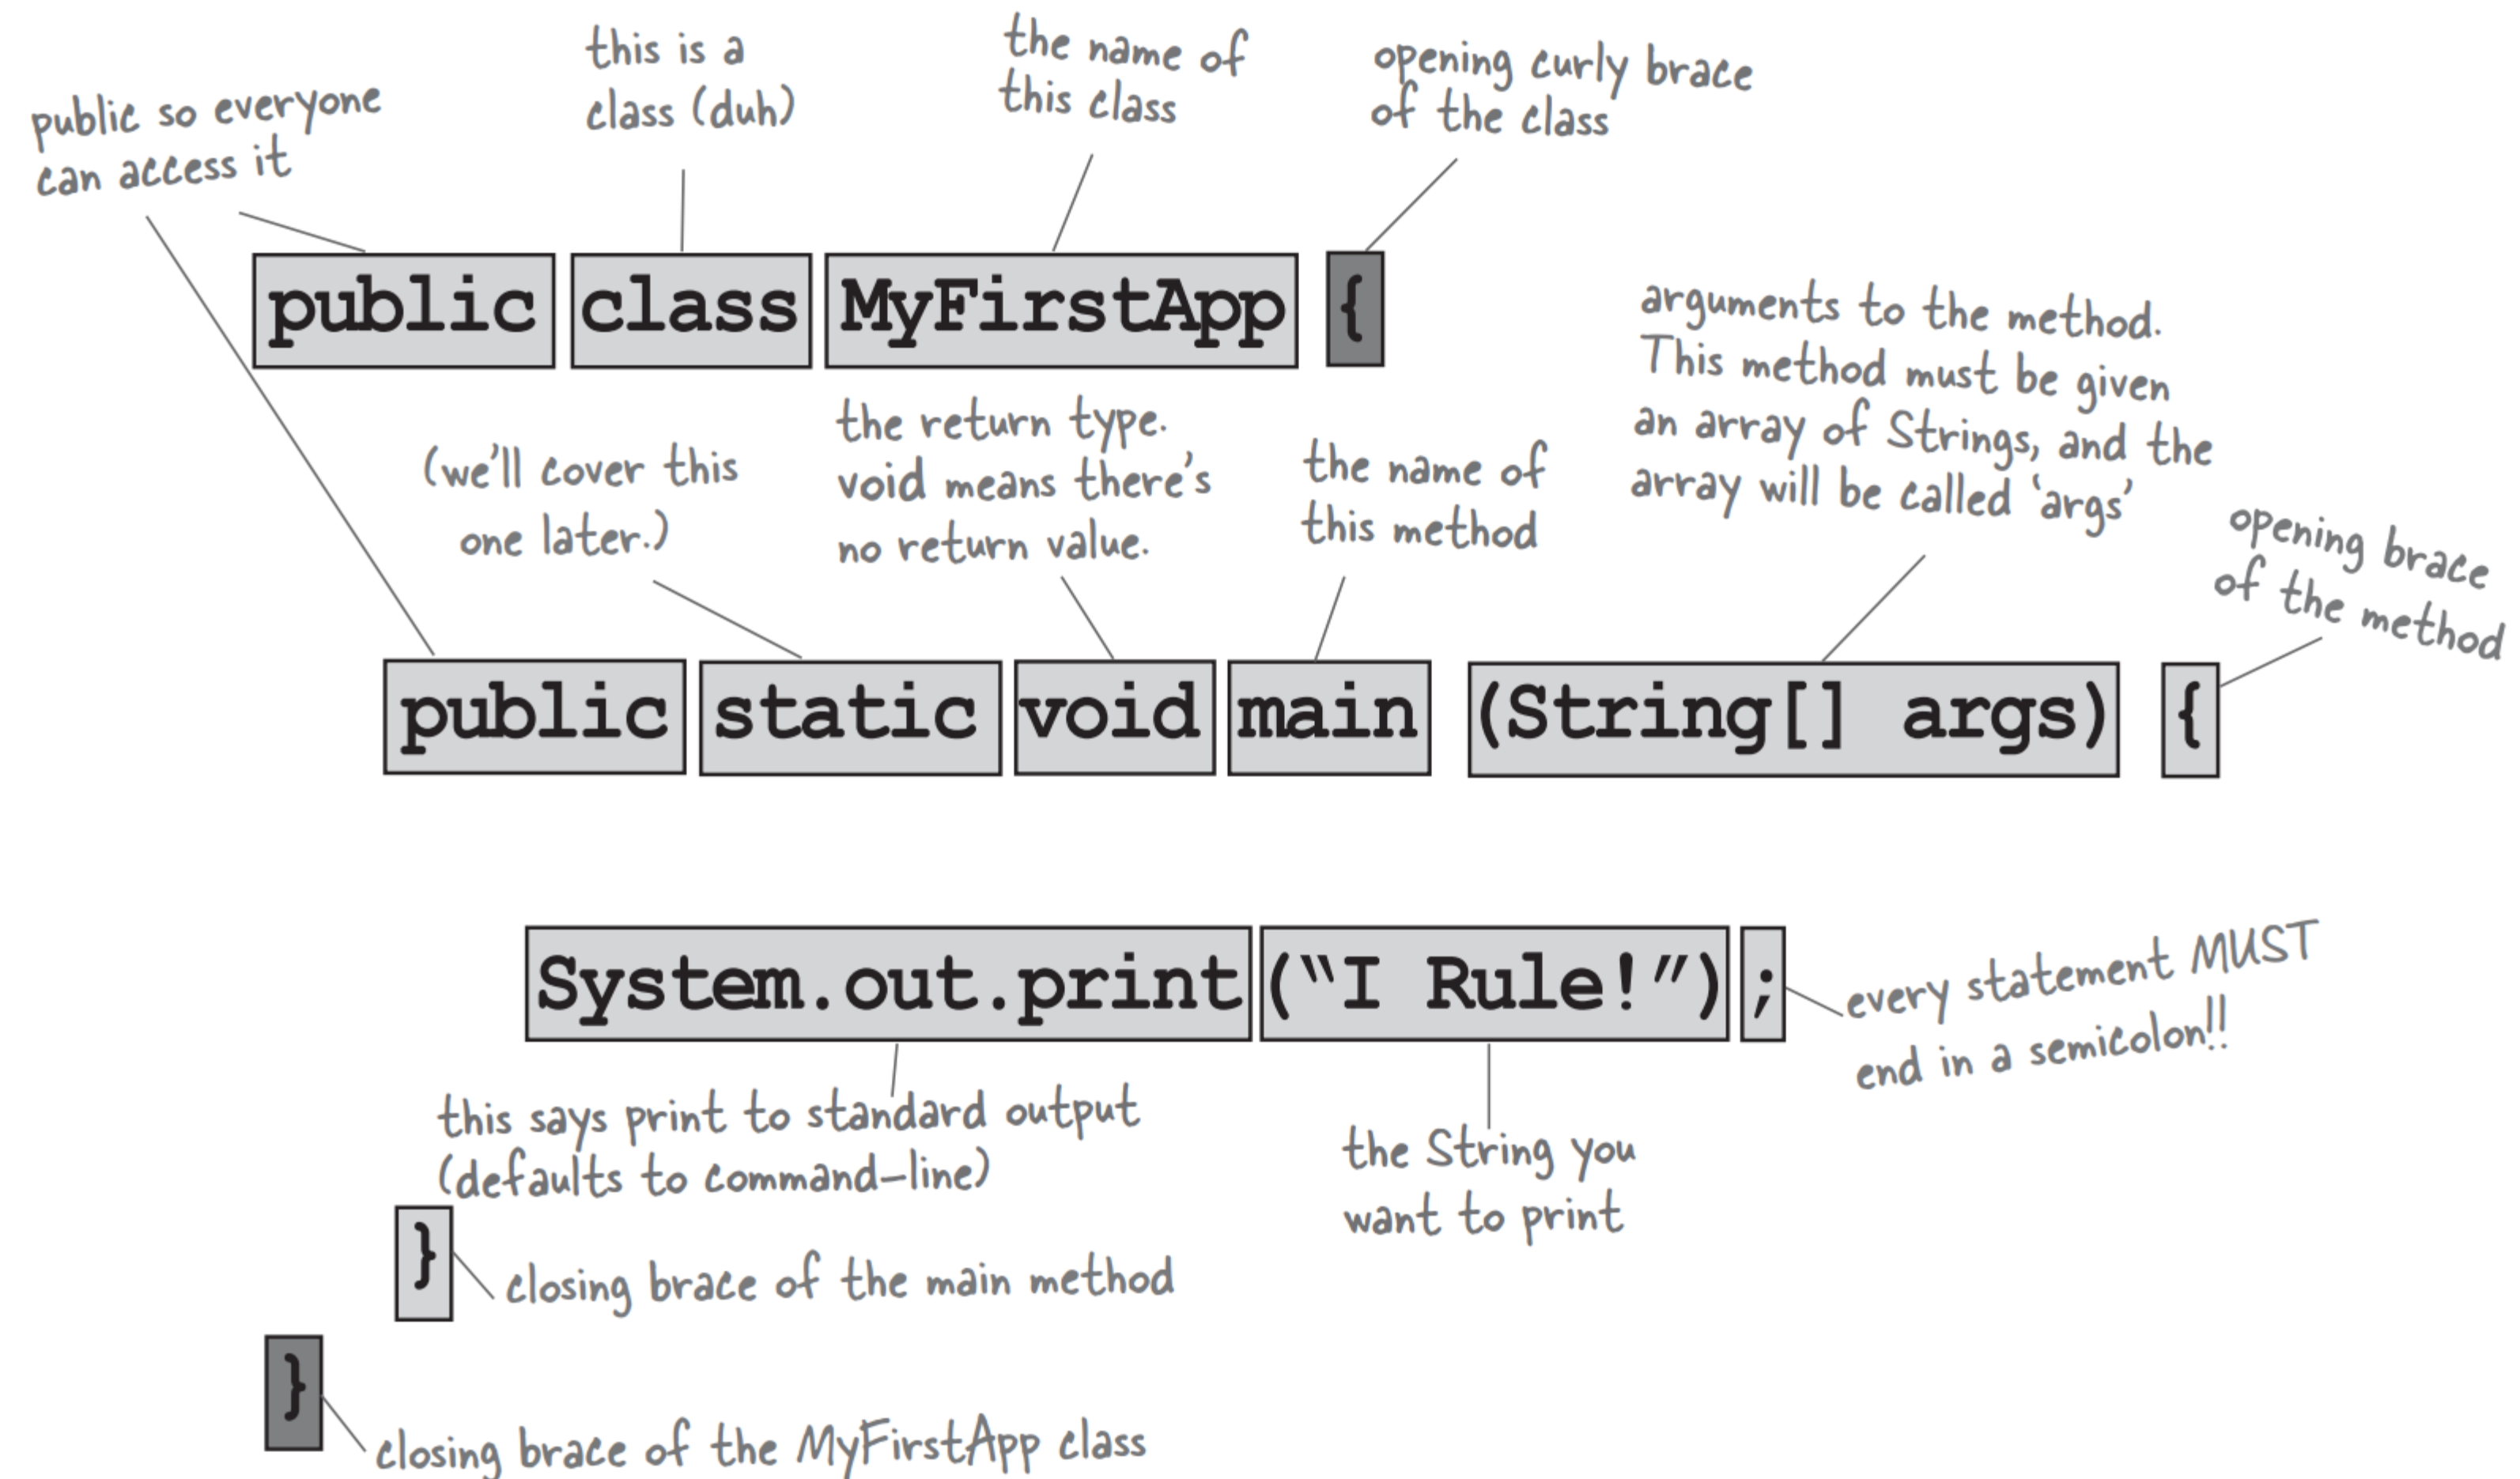 public so everyone
can access it
this is a
class (duh)
the name of
this class
opening curly brace
of the class
public class MyFirstApp {
(we'll cover this
one later.)
the return type.
void means there's
no return value.
the name of
this method
arguments to the method.
This method must be given
an array of Strings, and the
array will be called 'args'
opening brace
of the method
public static void main (String[] args) {
System.out.print (“I Rule!”) ;
every statement MUST
end in a semicolon!!
this says print to standard output
(defaults to command-line)
the String you
want to print
}
closing brace of the main method
}
closing brace of the MyFirstApp class